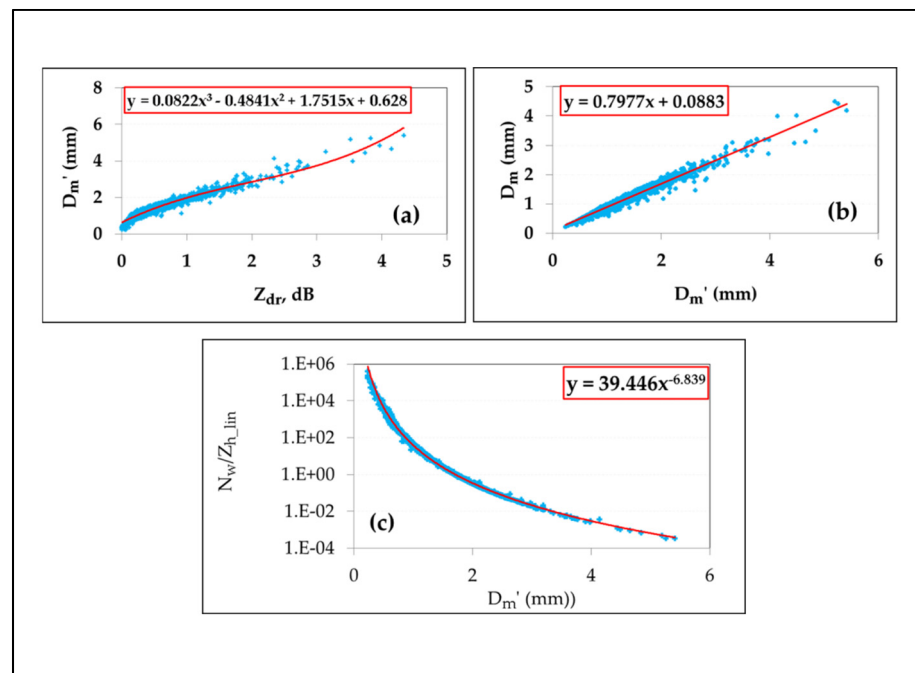 8
6
4
2
0
y = 0.0822x³ - 0.4841x² + 1.7515x + 0.628
(a)
0 1 2 3 4 5
Dm' (mm)
Zdr, dB
5
4
3
2
1
0
y = 0.7977x + 0.0883
(b)
0 2 4 6
Dm (mm)
Dm' (mm)
1.E+06
1.E+04
1.E+02
1.E+00
1.E-02
1.E-04
y = 39.446x^-6.839
(c)
0 2 4 6
Nw/Zh_lin
Dm' (mm))